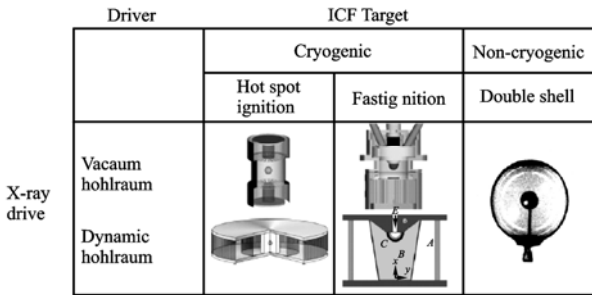 Driver ICF Target
Cryogenic Non-cryogenic
Hot spot ignition Fastig nition Double shell
X-ray drive
Vacaum hohlraum
Dynamic hohlraum
E
C
A
B
x
y